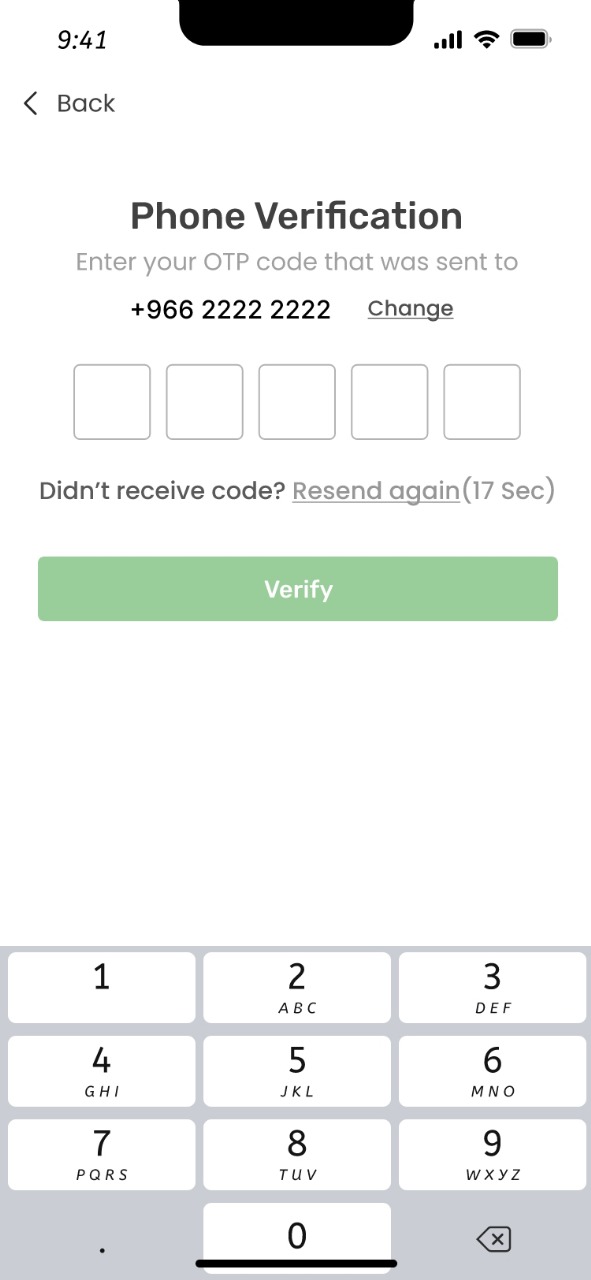 9:41
Back
Phone Verification
Enter your OTP code that was sent to
+966 2222 2222 Change
Didn’t receive code? Resend again(17 Sec)
Verify
1 2 3
ABC DEF
4 5 6
GHI JKL MNO
7 8 9
PQRS TUV WXYZ
. 0